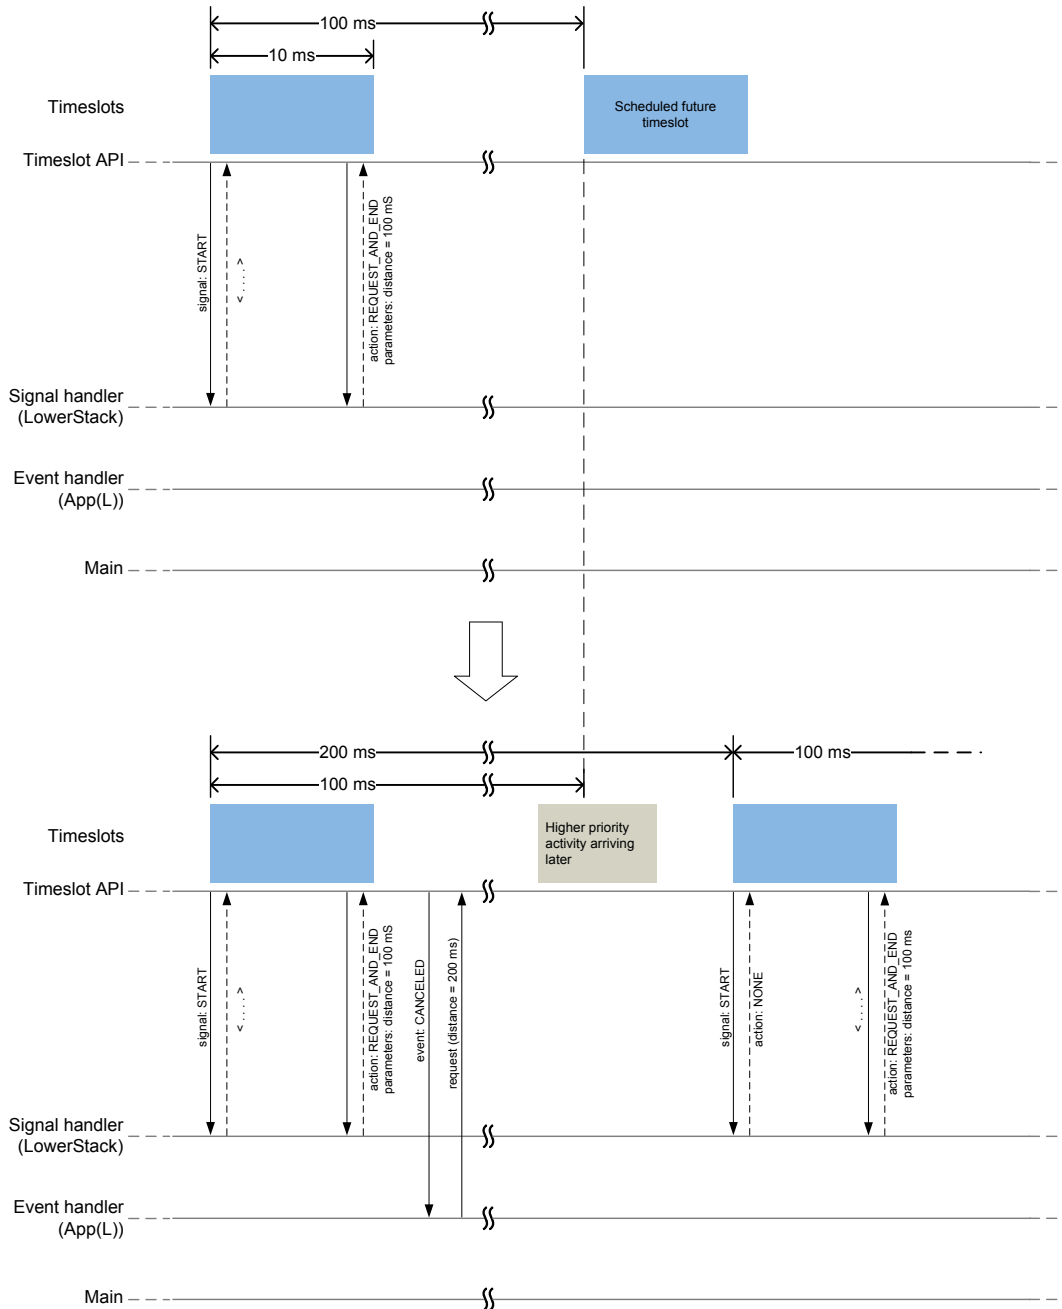 100 ms
10 ms
Timeslots
Scheduled future
timeslot
Timeslot API
signal: START
< . . . . >
action: REQUEST_AND_END
parameters: distance = 100 mS
Signal handler
(LowerStack)
Event handler
(App(L))
Main
200 ms
100 ms
100 ms
Timeslots
Higher priority
activity arriving
later
Timeslot API
signal: START
< . . . . >
action: REQUEST_AND_END
parameters: distance = 100 mS
event: CANCELED
request (distance = 200 ms)
signal: START
action: NONE
< . . . . >
action: REQUEST_AND_END
parameters: distance = 100 ms
Signal handler
(LowerStack)
Event handler
(App(L))
Main